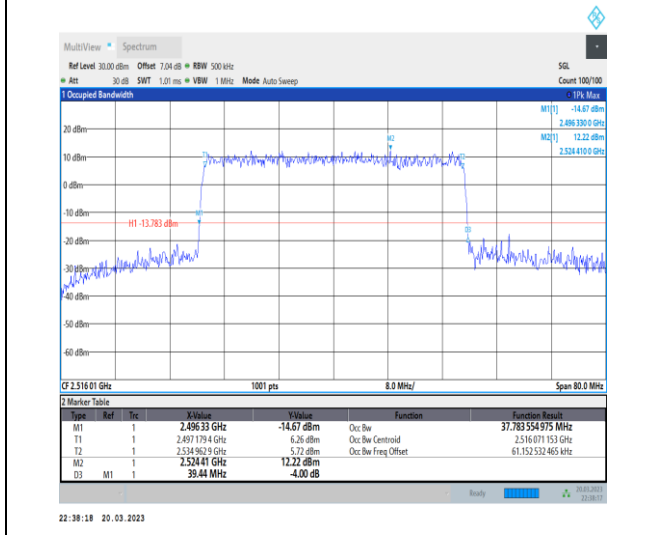 MultiView Spectrum
Ref Level 30.00 dBm Offset 7.04 dB RBW 500 kHz SGL
Att 30 dB SWT 1.01 ms VBW 1 MHz Mode Auto Sweep Count 100/100
1 Occupied Bandwidth 1Pk Max
M1[1] -14.67 dBm
2.496 330 0 GHz
M2[1] 12.22 dBm
2.524 410 0 GHz
20 dBm
M2
10 dBm T1 T2
0 dBm
-10 dBm
M1
H1 -13.783 dBm
D3
-20 dBm
-30 dBm
-40 dBm
-50 dBm
-60 dBm
CF 2.516 01 GHz 1001 pts 8.0 MHz/ Span 80.0 MHz
2 Marker Table
Type Ref Trc X-Value Y-Value Function Function Result
M1 1 2.496 33 GHz -14.67 dBm Occ Bw 37.783 554 975 MHz
T1 1 2.497 179 4 GHz 6.26 dBm Occ Bw Centroid 2.516 071 153 GHz
T2 1 2.534 962 9 GHz 5.72 dBm Occ Bw Freq Offset 61.152 532 465 kHz
M2 1 2.524 41 GHz 12.22 dBm
D3 M1 1 39.44 MHz -4.00 dB
Ready 20.03.2023
22:38:17
22:38:18 20.03.2023